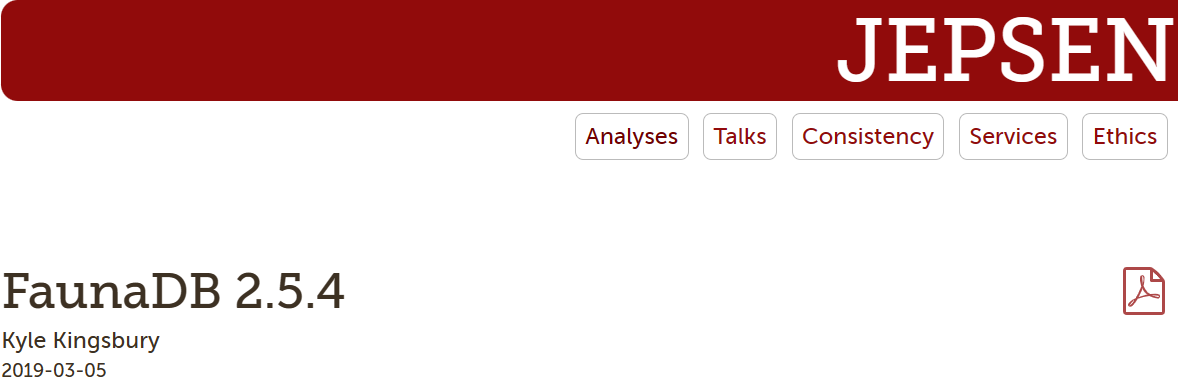 JEPSEN
Analyses Talks Consistency Services Ethics
FaunaDB 2.5.4
Kyle Kingsbury
2019-03-05